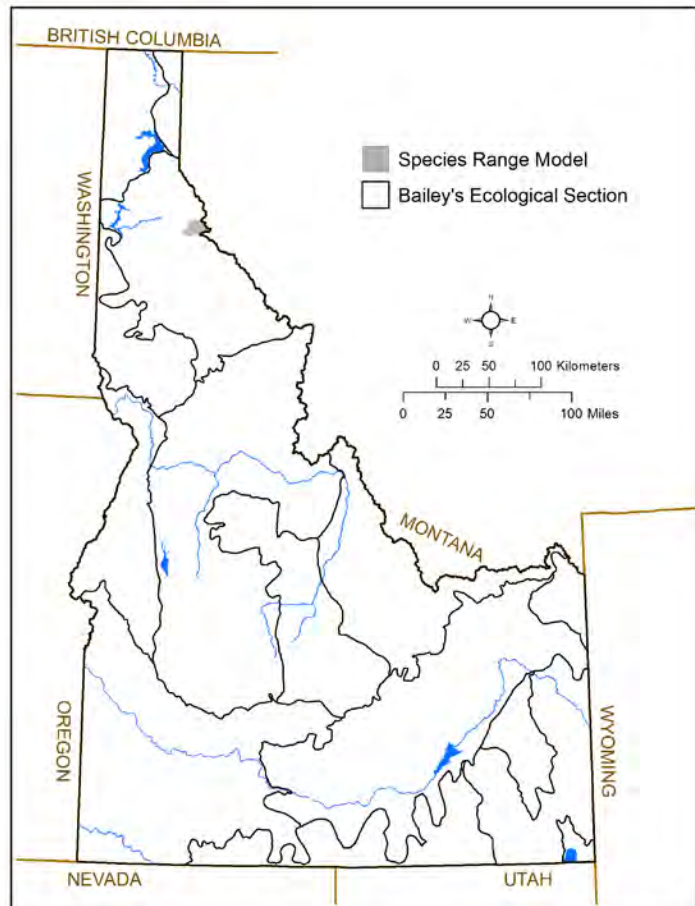 BRITISH COLUMBIA
WASHINGTON
Species Range Model
Bailey's Ecological Section
N
W E
S
0 25 50 100 Kilometers
0 25 50 100 Miles
MONTANA
OREGON
WYOMING
NEVADA
UTAH